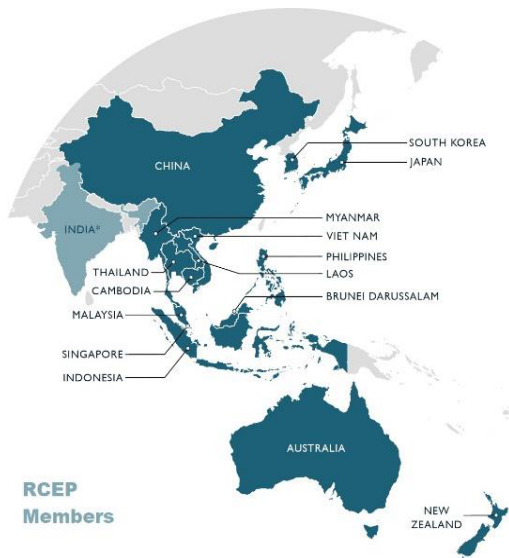 SOUTH KOREA
JAPAN
CHINA
MYANMAR
VIET NAM
INDIA*
PHILIPPINES
THAILAND
LAOS
CAMBODIA
BRUNEI DARUSSALAM
MALAYSIA
SINGAPORE
INDONESIA
AUSTRALIA
RCEP
Members
NEW
ZEALAND